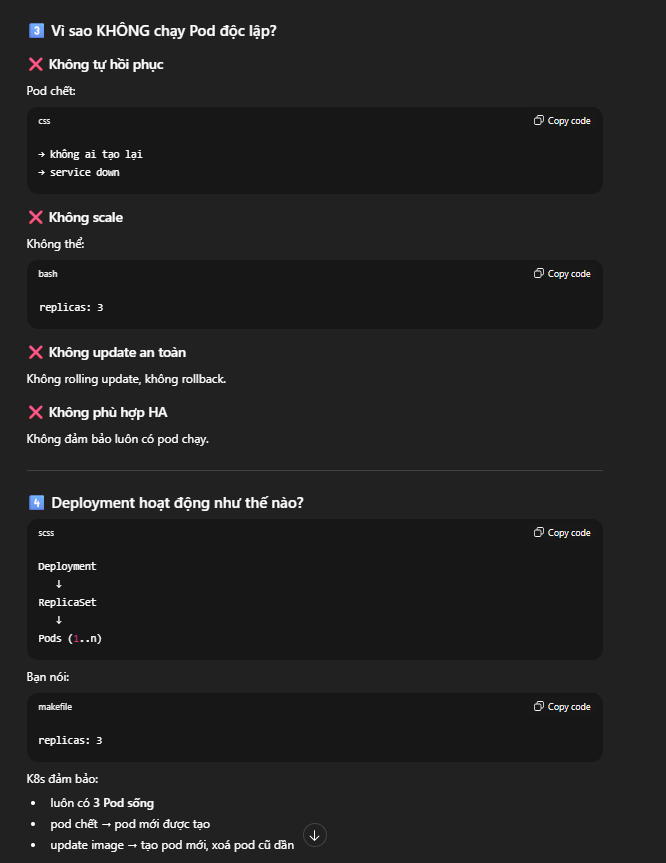 3 Vì sao KHÔNG chạy Pod độc lập?
❌ Không tự hồi phục
Pod chết:
css
Copy code
→ không ai tạo lại
→ service down
❌ Không scale
Không thể:
bash
Copy code
replicas: 3
❌ Không update an toàn
Không rolling update, không rollback.
❌ Không phù hợp HA
Không đảm bảo luôn có pod chạy.
4 Deployment hoạt động như thế nào?
scss
Copy code
Deployment
↓
ReplicaSet
↓
Pods (1..n)
Bạn nói:
makefile
Copy code
replicas: 3
K8s đảm bảo:
• luôn có 3 Pod sống
• pod chết → pod mới được tạo
• update image → tạo pod mới, xoá pod cũ dần